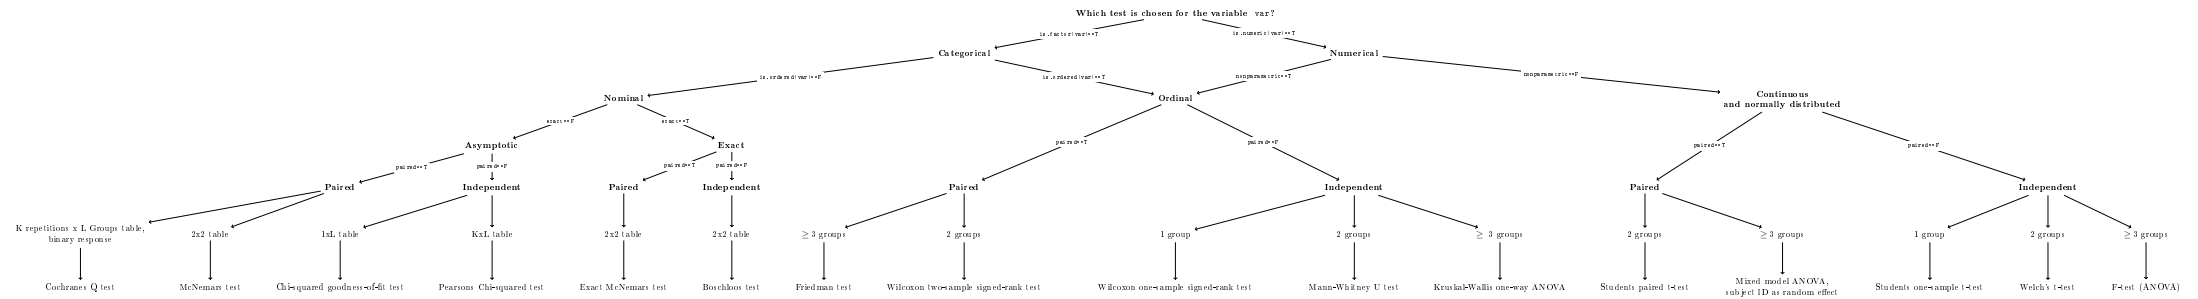 Which test is chosen for the variable var?
is.factor(var)==T
is.numeric(var)==T
Categorical
Numerical
is.ordered(var)==F
is.ordered(var)==T
nonparametric==T
nonparametric==F
Nominal
Ordinal
Continuous
and normally distributed
exact==F
exact==T
Asymptotic
Exact
paired==T
paired==F
paired==T
paired==F
paired==T
paired==F
paired==T
paired==F
Paired
Independent
Paired
Independent
Paired
Independent
Paired
Independent
K repetitions x L Groups table,
binary response
2x2 table
1xL table
KxL table
2x2 table
2x2 table
≥ 3 groups
2 groups
1 group
2 groups
≥ 3 groups
2 groups
≥ 3 groups
1 group
2 groups
≥ 3 groups
Cochranes Q test
McNemars test
Chi-squared goodness-of-fit test
Pearsons Chi-squared test
Exact McNemars test
Boschloos test
Friedman test
Wilcoxon two-sample signed-rank test
Wilcoxon one-sample signed-rank test
Mann-Whitney U test
Kruskal-Wallis one-way ANOVA
Students paired t-test
Mixed model ANOVA,
subject ID as random effect
Students one-sample t-test
Welch's t-test
F-test (ANOVA)